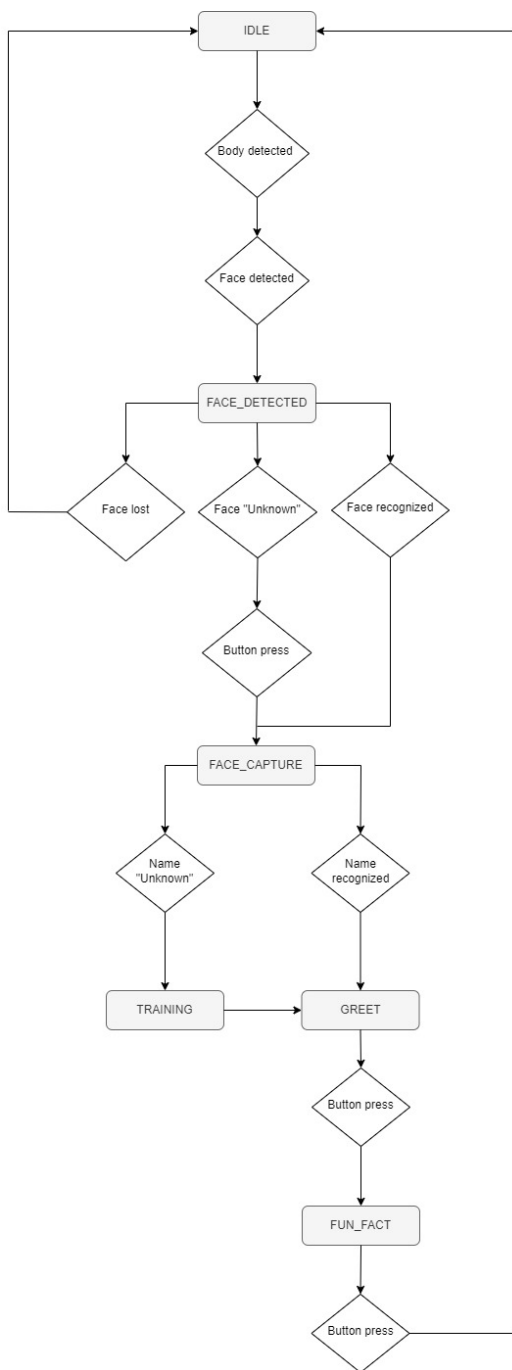 IDLE
Body detected
Face detected
FACE_DETECTED
Face lost
Face "Unknown"
Face recognized
Button press
FACE_CAPTURE
Name
"Unknown"
Name
recognized
TRAINING
GREET
Button press
FUN_FACT
Button press